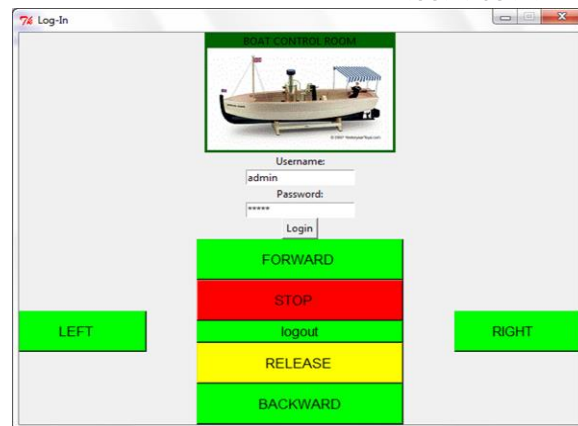 Log-In
BOAT CONTROL ROOM
Username:
admin
Password:
*****
Login
FORWARD
STOP
LEFT
logout
RIGHT
RELEASE
BACKWARD